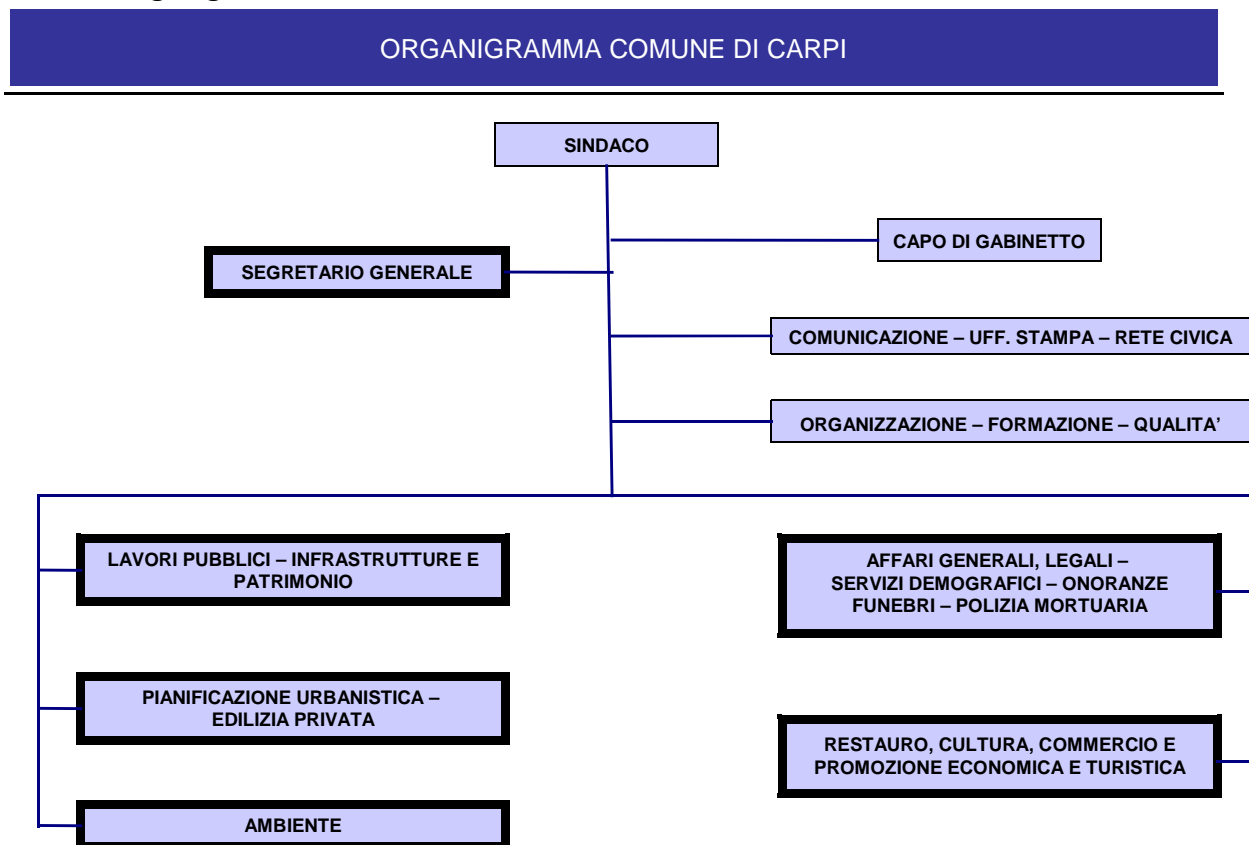 ORGANIGRAMMA COMUNE DI CARPI
SINDACO
CAPO DI GABINETTO
SEGRETARIO GENERALE
COMUNICAZIONE – UFF. STAMPA – RETE CIVICA
ORGANIZZAZIONE – FORMAZIONE – QUALITA’
LAVORI PUBBLICI – INFRASTRUTTURE E
PATRIMONIO
AFFARI GENERALI, LEGALI –
SERVIZI DEMOGRAFICI – ONORANZE
FUNEBRI – POLIZIA MORTUARIA
PIANIFICAZIONE URBANISTICA –
EDILIZIA PRIVATA
RESTAURO, CULTURA, COMMERCIO E
PROMOZIONE ECONOMICA E TURISTICA
AMBIENTE